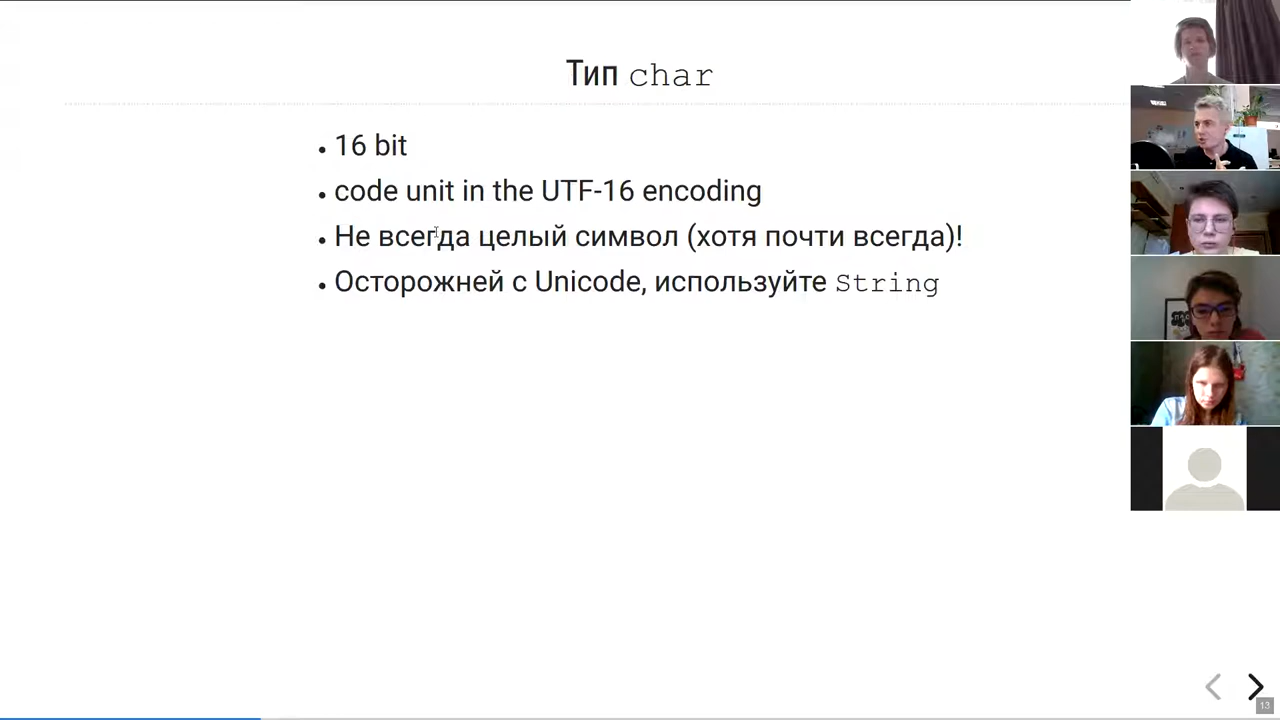 Тип char
• 16 bit
• code unit in the UTF-16 encoding
• Не всегда целый символ (хотя почти всегда)!
• Осторожней с Unicode, используйте String
13